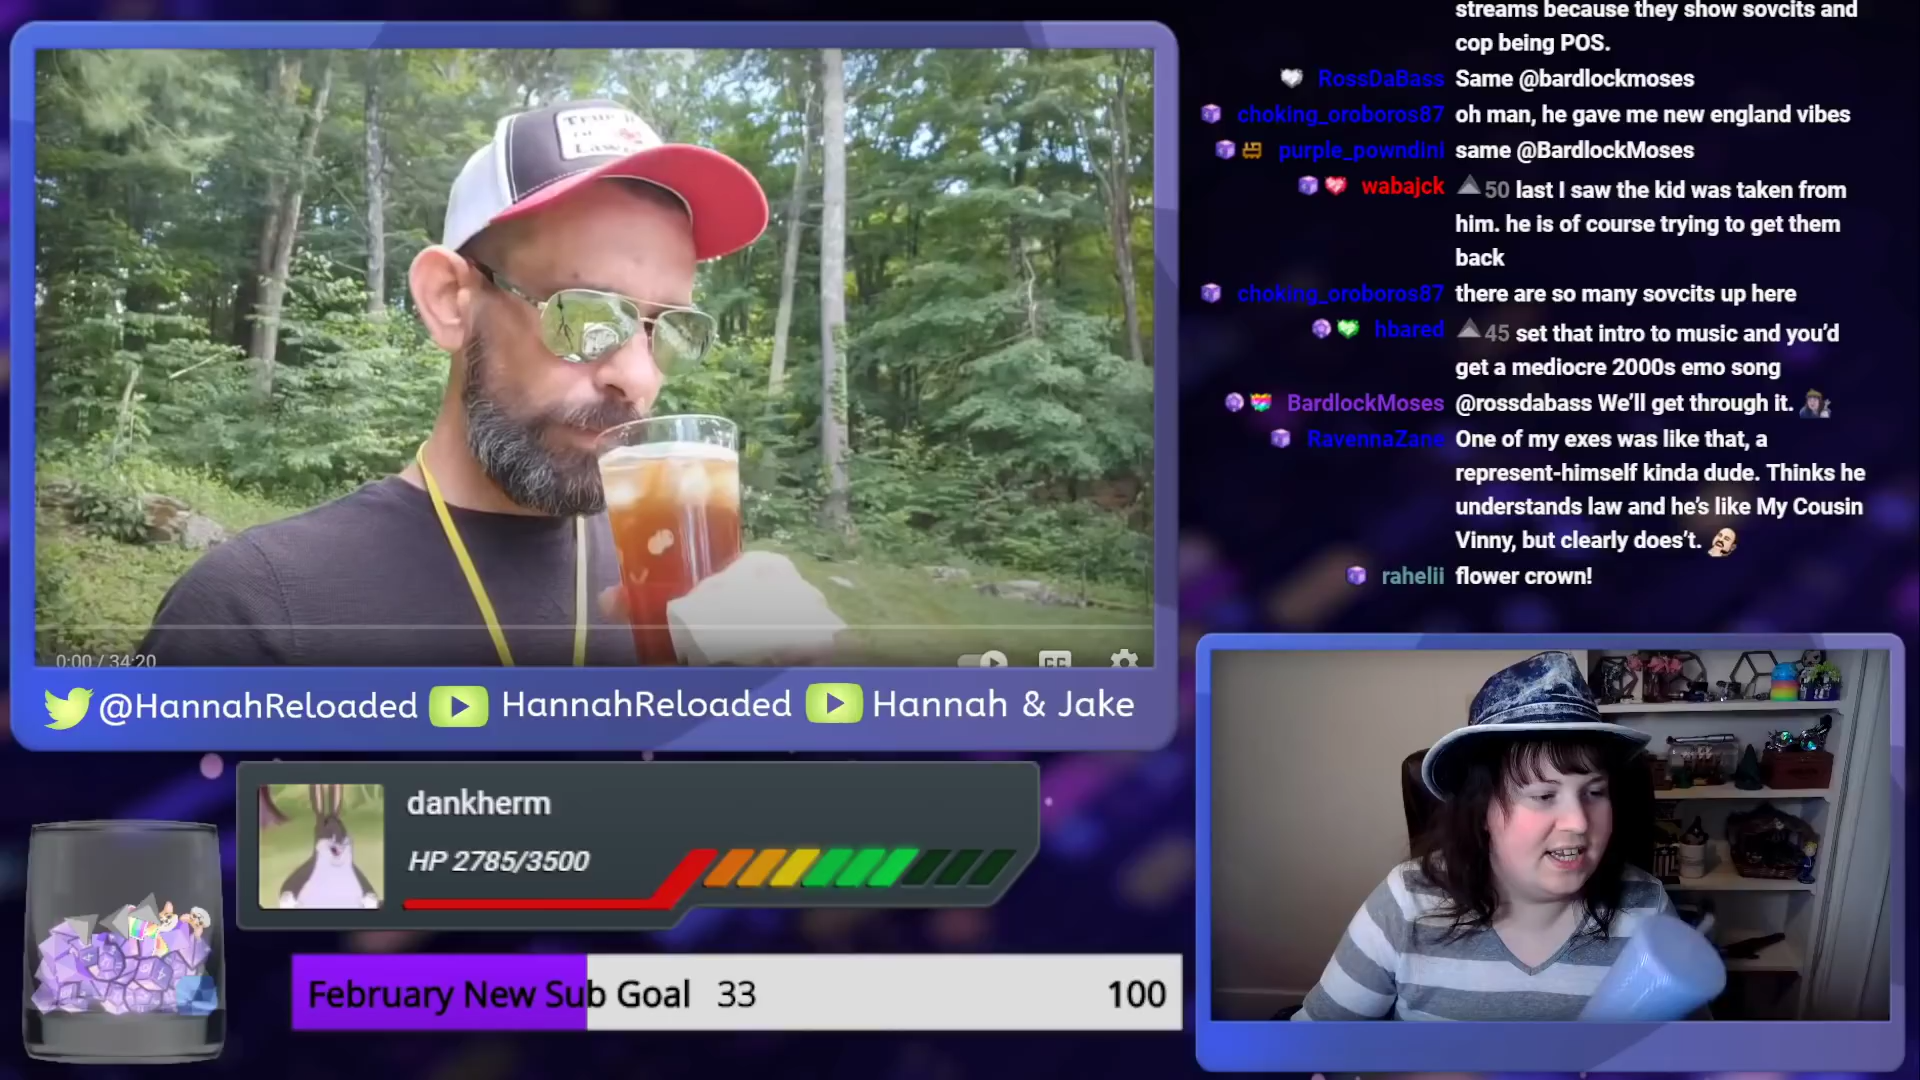 streams because they show sovcits and
cop being POS.
RossDaBass Same @bardlockmoses
choking_oroboros87 oh man, he gave me new england vibes
purple_powndini same @BardlockMoses
wabajck 50 last I saw the kid was taken from
him. he is of course trying to get them
back
choking_oroboros87 there are so many sovcits up here
hbared 45 set that intro to music and you'd
get a mediocre 2000s emo song
BardlockMoses @rossdabass We'll get through it.
RavennaZane One of my exes was like that, a
represent-himself kinda dude. Thinks he
understands law and he's like My Cousin
Vinny, but clearly does't.
rahelii flower crown!
Law
0:00 / 34:20
@HannahReloaded HannahReloaded Hannah & Jake
dankherm
HP 2785/3500
February New Sub Goal 33 100